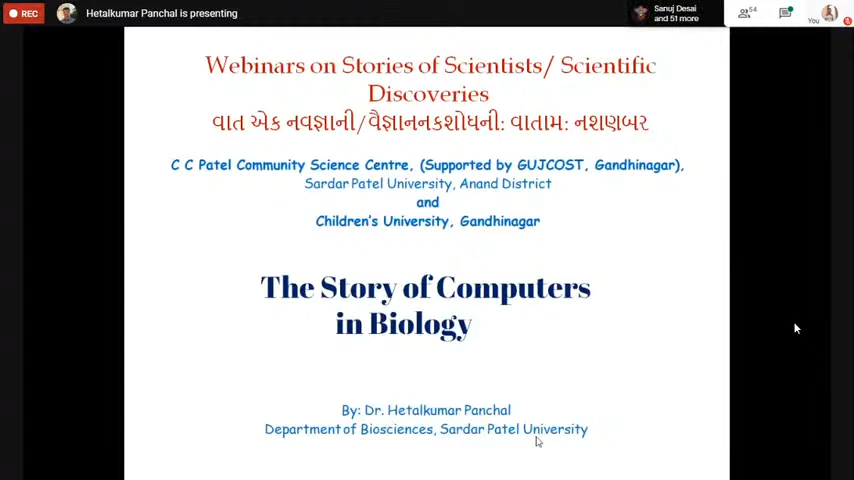 REC
Hetalkumar Panchal is presenting
Sanuj Desai
and 51 more
54
You
Webinars on Stories of Scientists/ Scientific
Discoveries
વાત એક નવજ્ઞાની/વૈજ્ઞાનનકશોધની: વાતામ: નશણબર
C C Patel Community Science Centre, (Supported by GUJCOST, Gandhinagar),
Sardar Patel University, Anand District
and
Children's University, Gandhinagar
The Story of Computers
in Biology
By: Dr. Hetalkumar Panchal
Department of Biosciences, Sardar Patel University